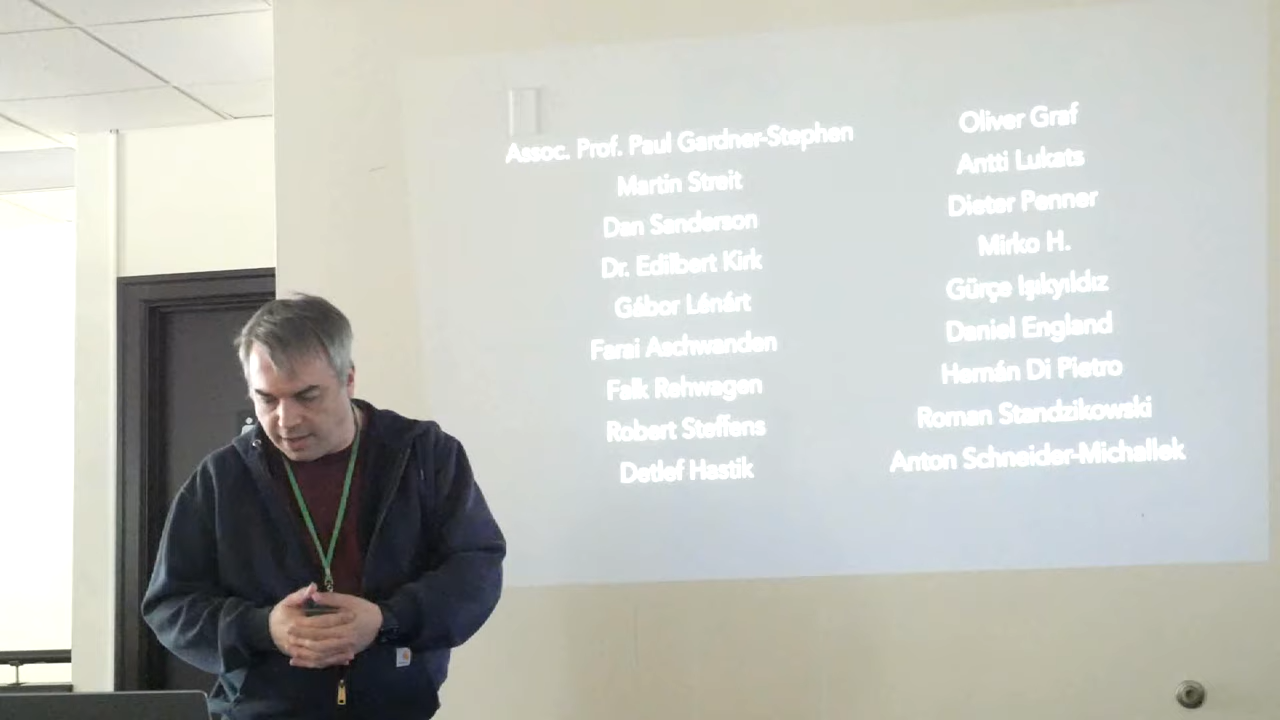 Assoc. Prof. Paul Gardner-Stephen
Martin Streit
Dan Sanderson
Dr. Edilbert Kirk
Gábor Lénárt
Farai Aschwanden
Falk Rehwagen
Robert Steffens
Detlef Hastik
Oliver Graf
Antti Lukats
Dieter Penner
Mirko H.
Gürçe Işıkyıldız
Daniel England
Hernán Di Pietro
Roman Standzikowski
Anton Schneider-Michallek